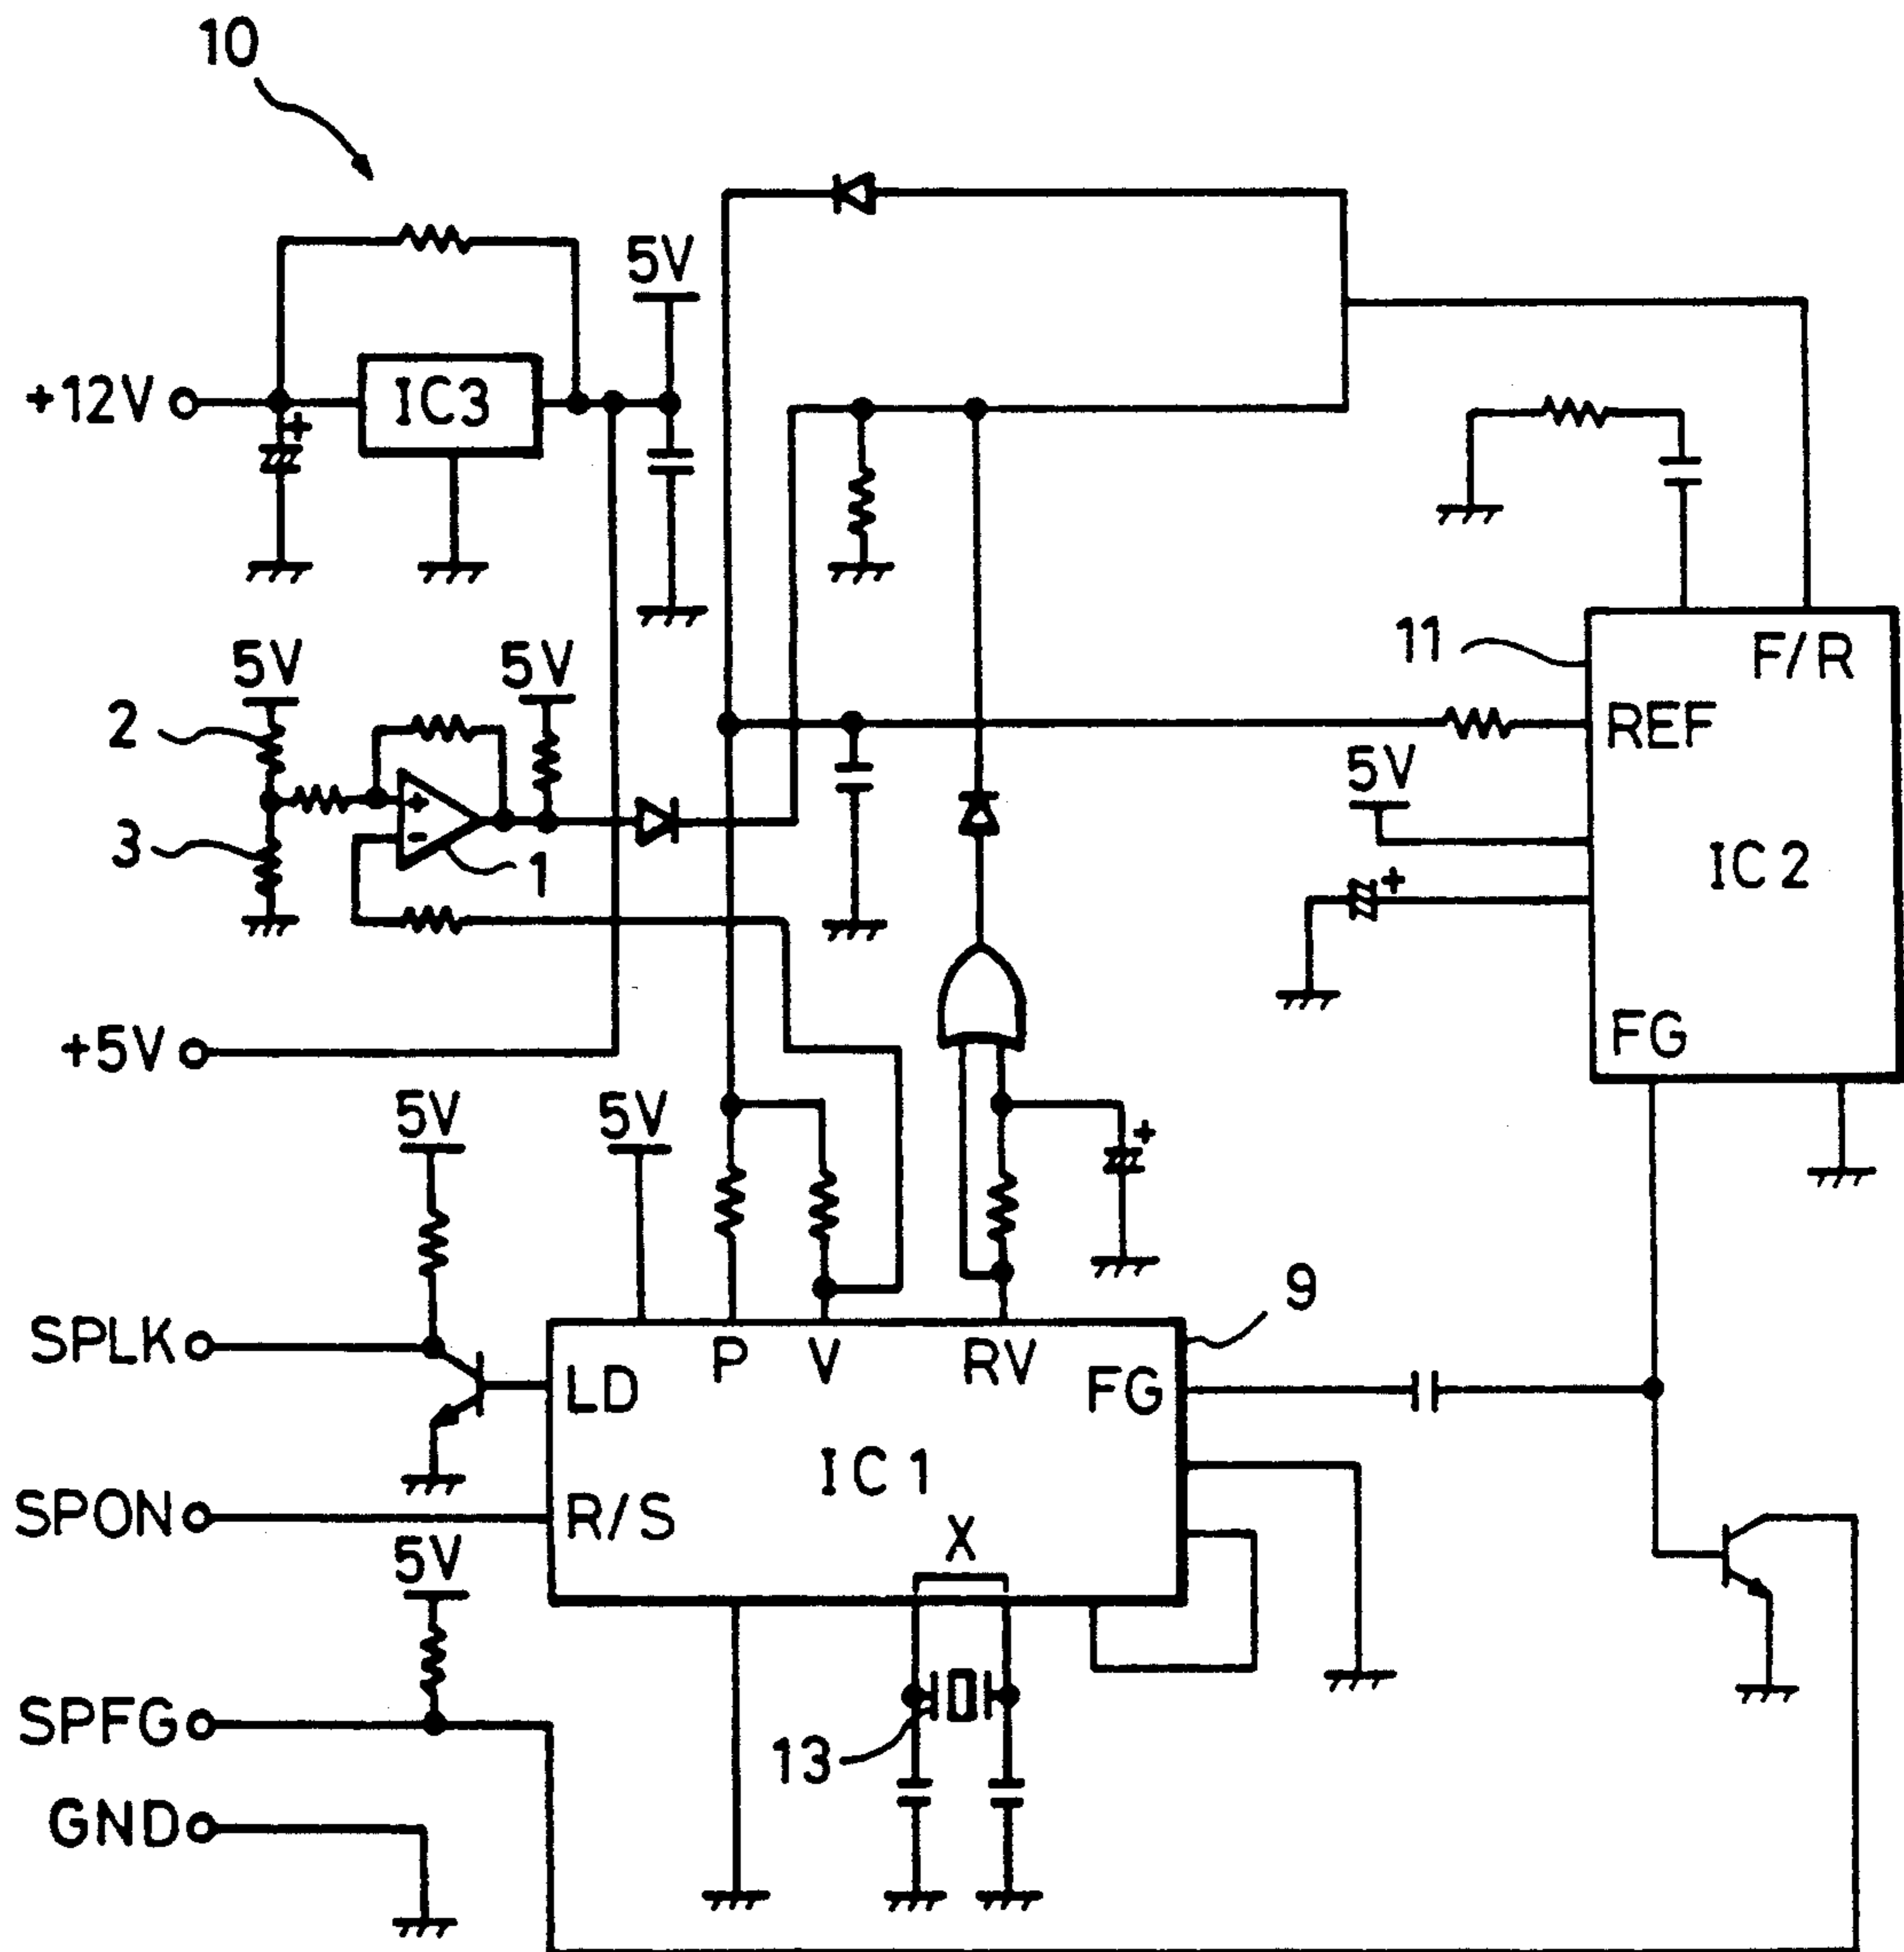 10
5V
+12V
IC3
+
11
F/R
5V
5V
2
REF
5V
+
3
-
1
+
IC2
FG
+5V
5V
5V
+
9
SPLK
P
V
RV
LD
FG
IC1
SPON
R/S
X
5V
SPFG
13
GND